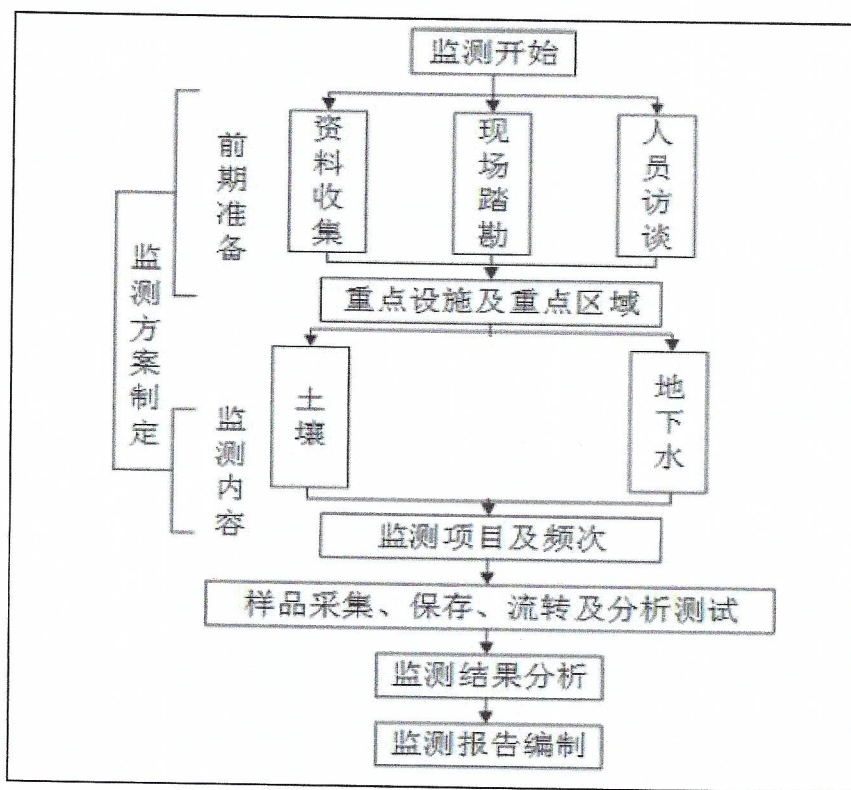 监测开始
资料收集
现场踏勘
人员访谈
前期准备
重点设施及重点区域
监测方案制定
土壤
地下水
监测内容
监测项目及频次
样品采集、保存、流转及分析测试
监测结果分析
监测报告编制